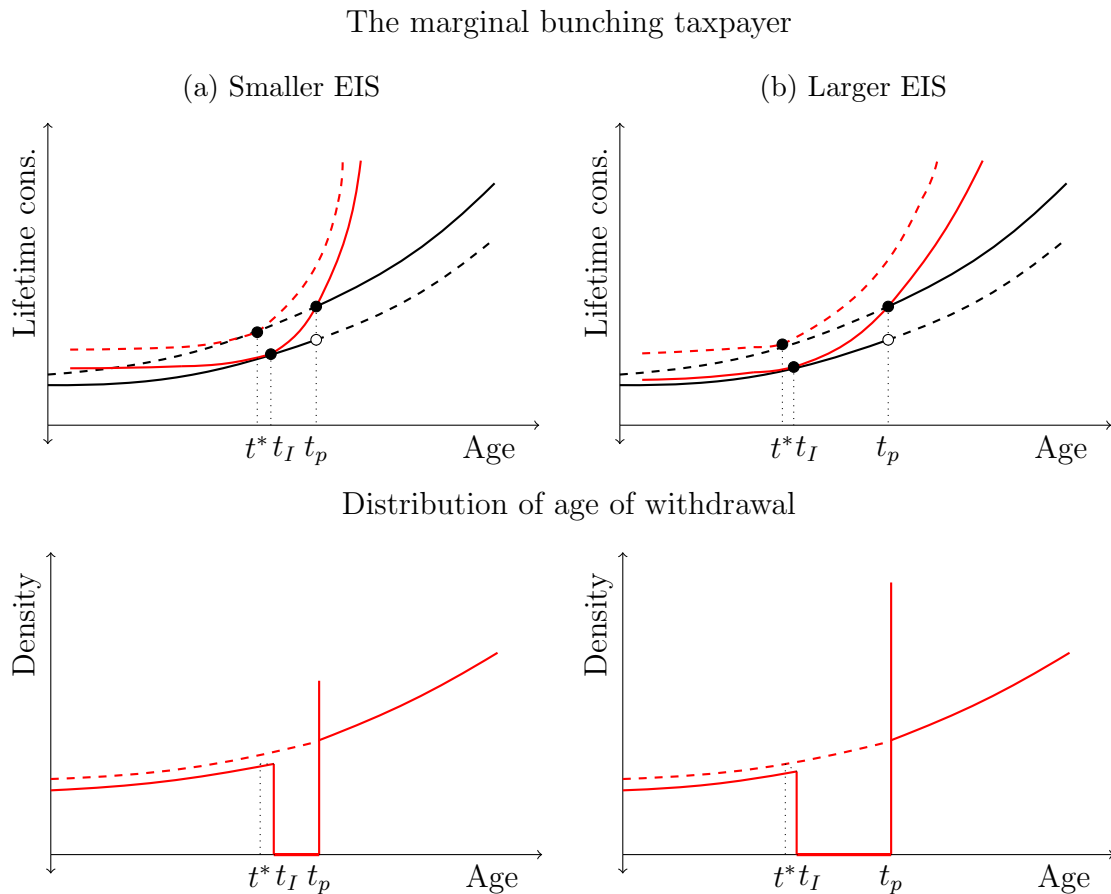 The marginal bunching taxpayer
(a) Smaller EIS
(b) Larger EIS
Lifetime cons.
t* t_I t_p
Age
Lifetime cons.
t* t_I t_p
Age
Distribution of age of withdrawal
Density
t* t_I t_p
Age
Density
t* t_I t_p
Age